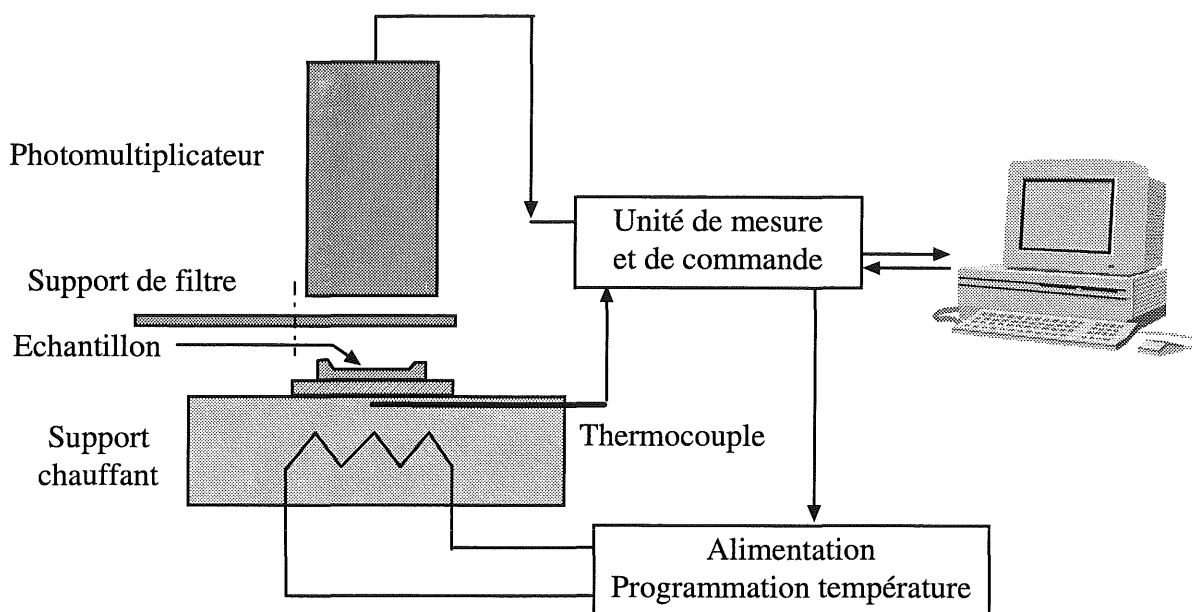 Photomultiplicateur
Unité de mesure
et de commande
Support de filtre
Echantillon
Support
chauffant
Thermocouple
Alimentation
Programmation température